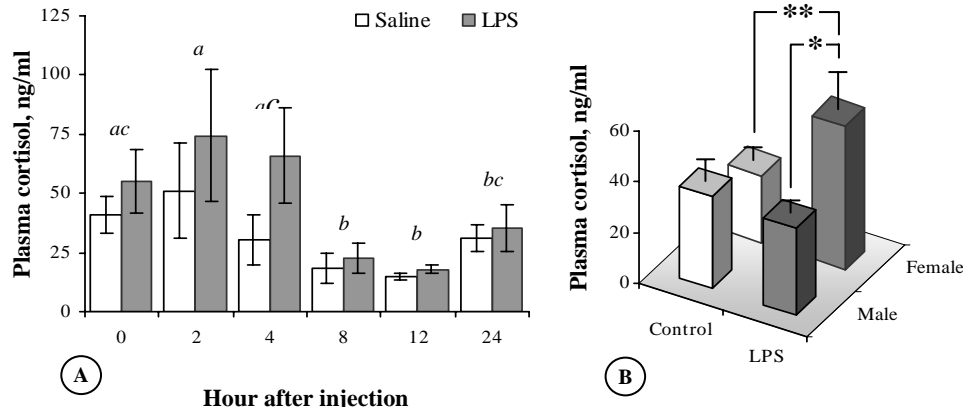 Plasma cortisol, ng/ml
125
100
75
50
25
0
Saline LPS
ac
a
ac
b
b
bc
0 2 4 8 12 24
Hour after injection
A
Plasma cortisol, ng/ml
60
40
20
0
**
*
Control
LPS
Male
Female
B